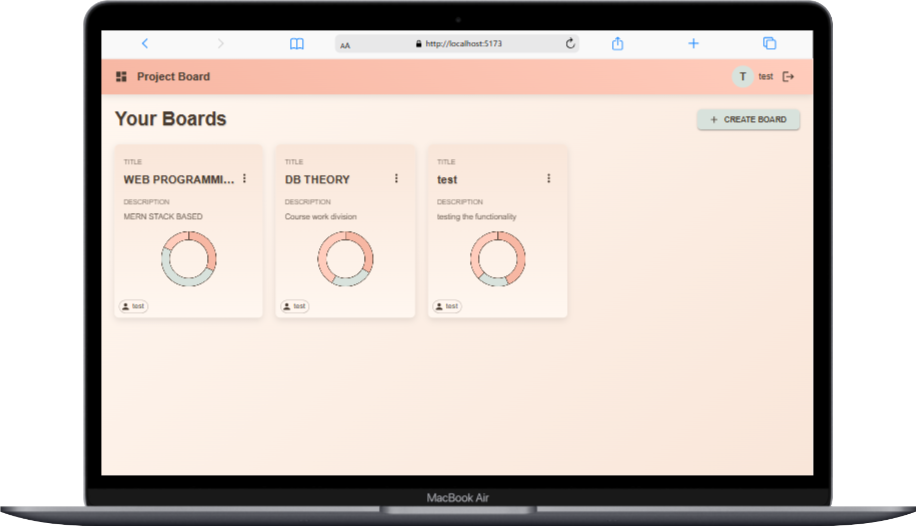 AA http://localhost:5173
Project Board T test
Your Boards + CREATE BOARD
TITLE
WEB PROGRAMMI...
DESCRIPTION
MERN STACK BASED
test
TITLE
DB THEORY
DESCRIPTION
Course work division
test
TITLE
test
DESCRIPTION
testing the functionality
test
MacBook Air